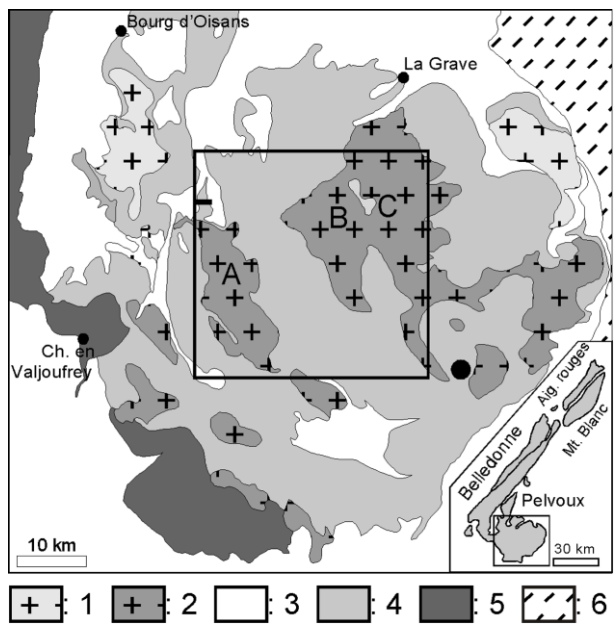 Bourg d'Oisans
La Grave
B
C
A
Ch. en
Valjoufrey
Aig. rouges
Mt. Blanc
Belledonne
Pelvoux
10 km
30 km
: 1 : 2 : 3 : 4 : 5 : 6